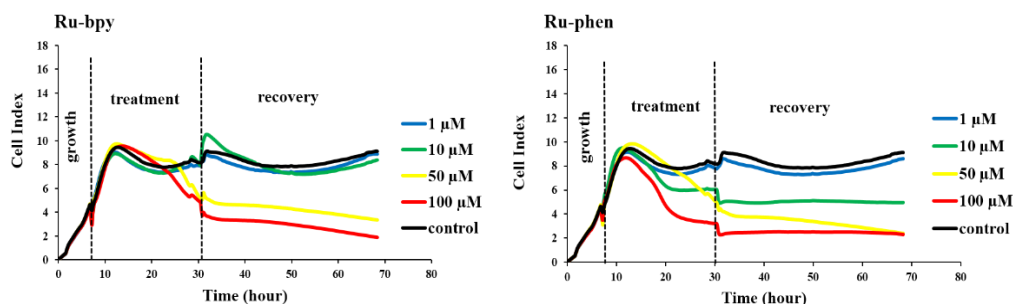 Ru-bpy
Cell Index
18
16
14
12
10
8
6
4
2
0
growth
treatment
recovery
1 µM
10 µM
50 µM
100 µM
control
0 10 20 30 40 50 60 70 80
Time (hour)
Ru-phen
Cell Index
18
16
14
12
10
8
6
4
2
0
growth
treatment
recovery
1 µM
10 µM
50 µM
100 µM
control
0 10 20 30 40 50 60 70 80
Time (hour)